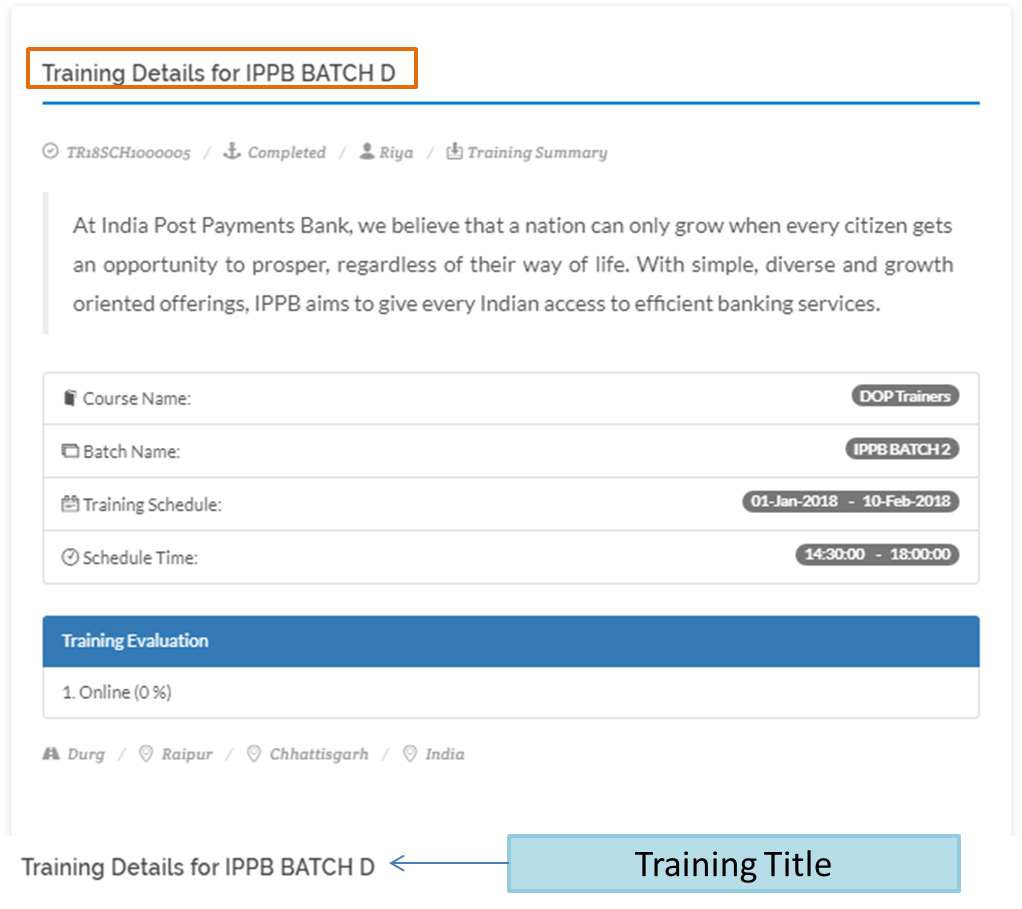 Training Details for IPPB BATCH D
TR18SCH1000005 / Completed / Riya / Training Summary
At India Post Payments Bank, we believe that a nation can only grow when every citizen gets
an opportunity to prosper, regardless of their way of life. With simple, diverse and growth
oriented offerings, IPPB aims to give every Indian access to efficient banking services.
Course Name: DOP Trainers
Batch Name: IPPB BATCH 2
Training Schedule: 01-Jan-2018 - 10-Feb-2018
Schedule Time: 14:30:00 - 18:00:00
Training Evaluation
1. Online (0 %)
Durg / Raipur / Chhattisgarh / India
Training Details for IPPB BATCH D Training Title